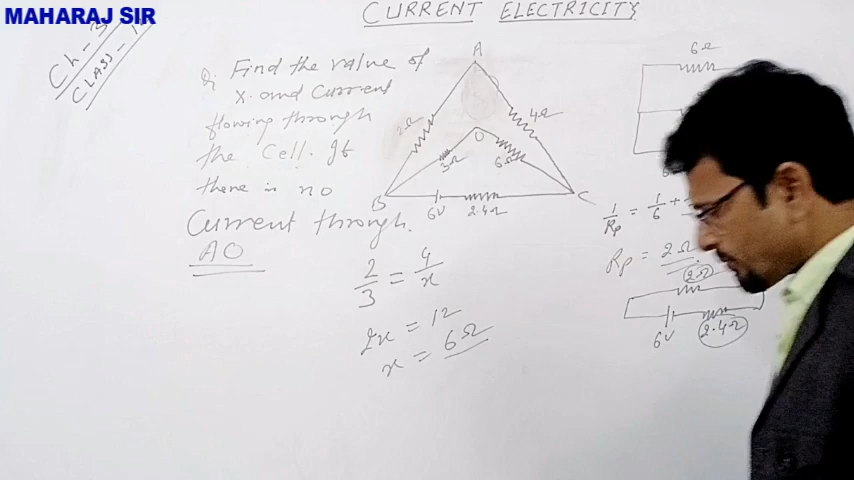 MAHARAJ SIR
CURRENT ELECTRICITY
Ch-3
CLASS-
Q. Find the value of
X. and Current
flowing through
the Cell. If
there is no
Current through.
AO
A
2Ω
4Ω
O
3Ω
6Ω
B
C
6V
2.4Ω
2/3 = 4/x
2x = 12
x = 6Ω
6Ω
6
1/Rp = 1/6 +
Rp = 2Ω
2Ω
6V
2.4Ω